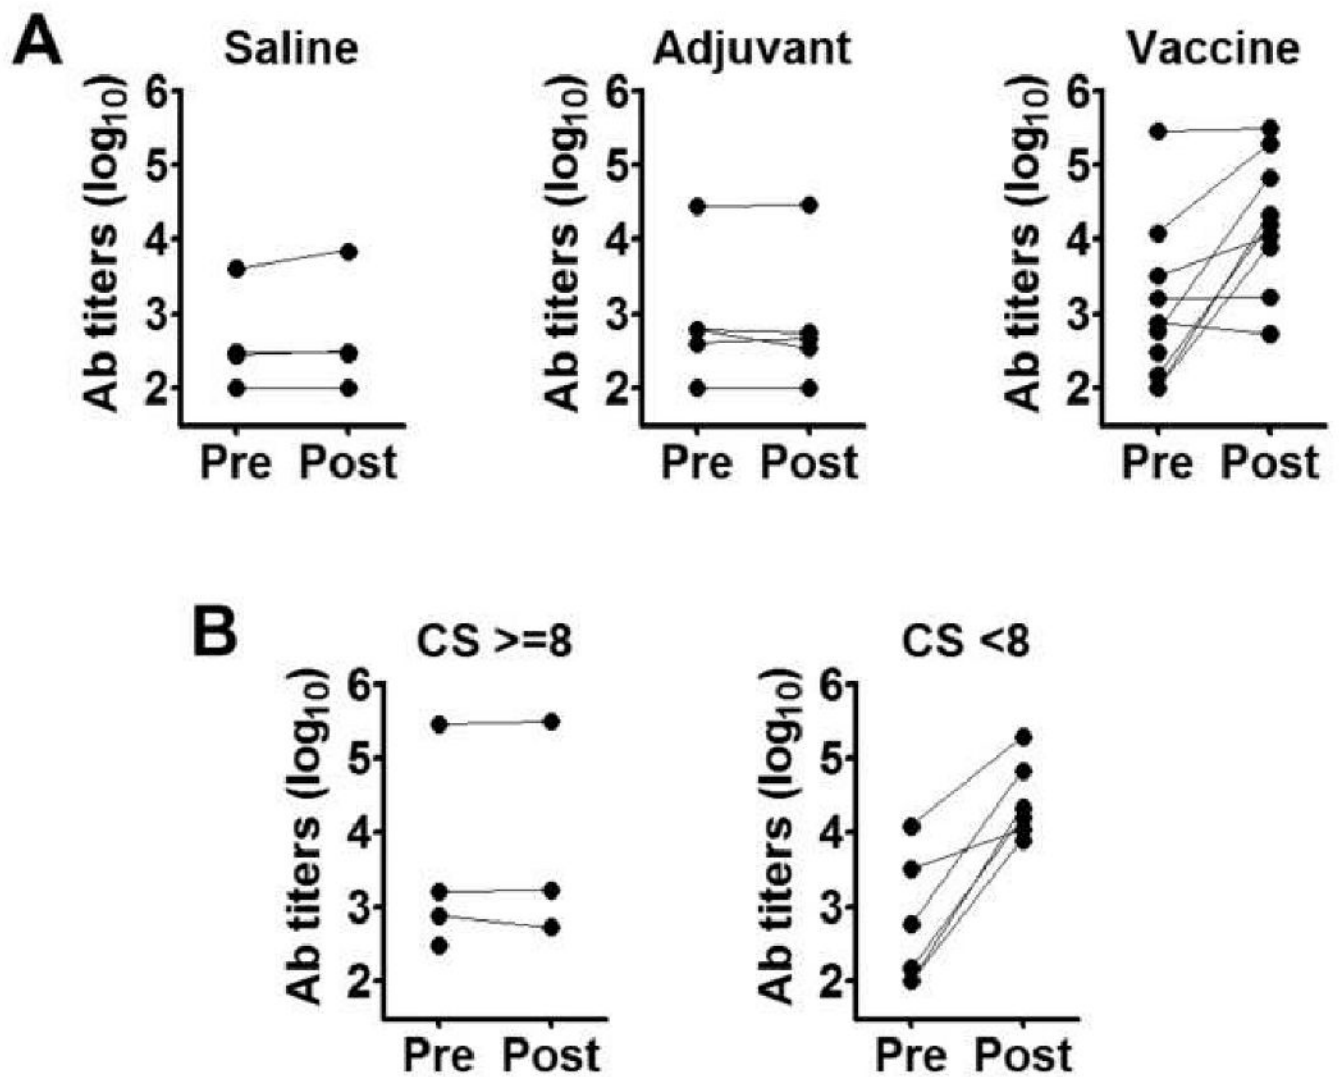 A
Saline
Adjuvant
Vaccine
Ab titers (log10)
6
5
4
3
2
Pre Post
Ab titers (log10)
6
5
4
3
2
Pre Post
Ab titers (log10)
6
5
4
3
2
Pre Post
B
CS >=8
CS <8
Ab titers (log10)
6
5
4
3
2
Pre Post
Ab titers (log10)
6
5
4
3
2
Pre Post